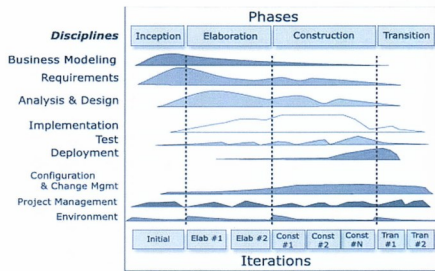 Phases
Disciplines Inception Elaboration Construction Transition
Business Modeling
Requirements
Analysis & Design
Implementation
Test
Deployment
Configuration
& Change Mgmt
Project Management
Environment
Initial Elab #1 Elab #2 Const #1 Const #2 Const #N Tran #1 Tran #2
Iterations